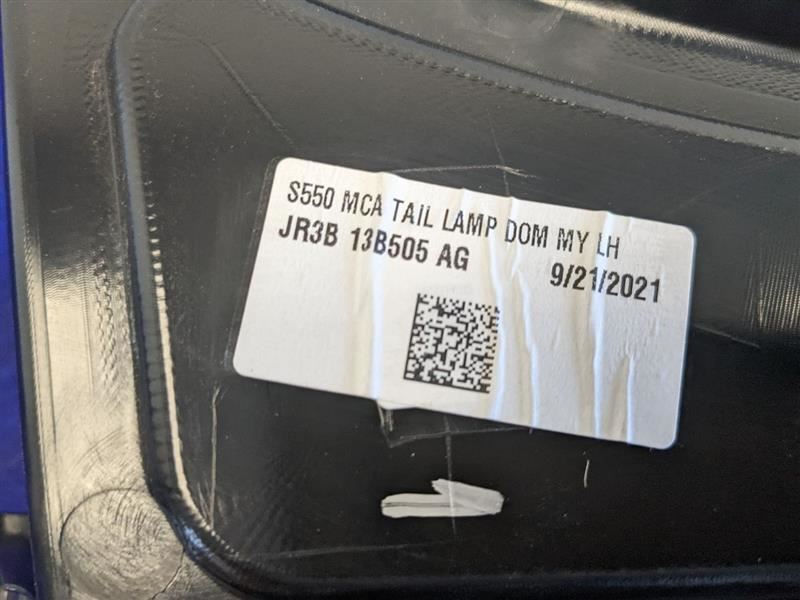 S550 MCA TAIL LAMP DOM MY LH
JR3B 13B505 AG
9/21/2021